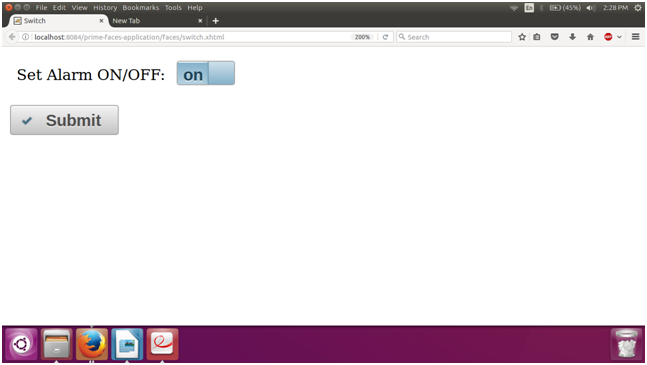 File Edit View History Bookmarks Tools Help
En
(45%)
2:28 PM
Switch
New Tab
localhost:8084/prime-faces-application/faces/switch.xhtml
200%
Search
ABP
Set Alarm ON/OFF:
on
Submit